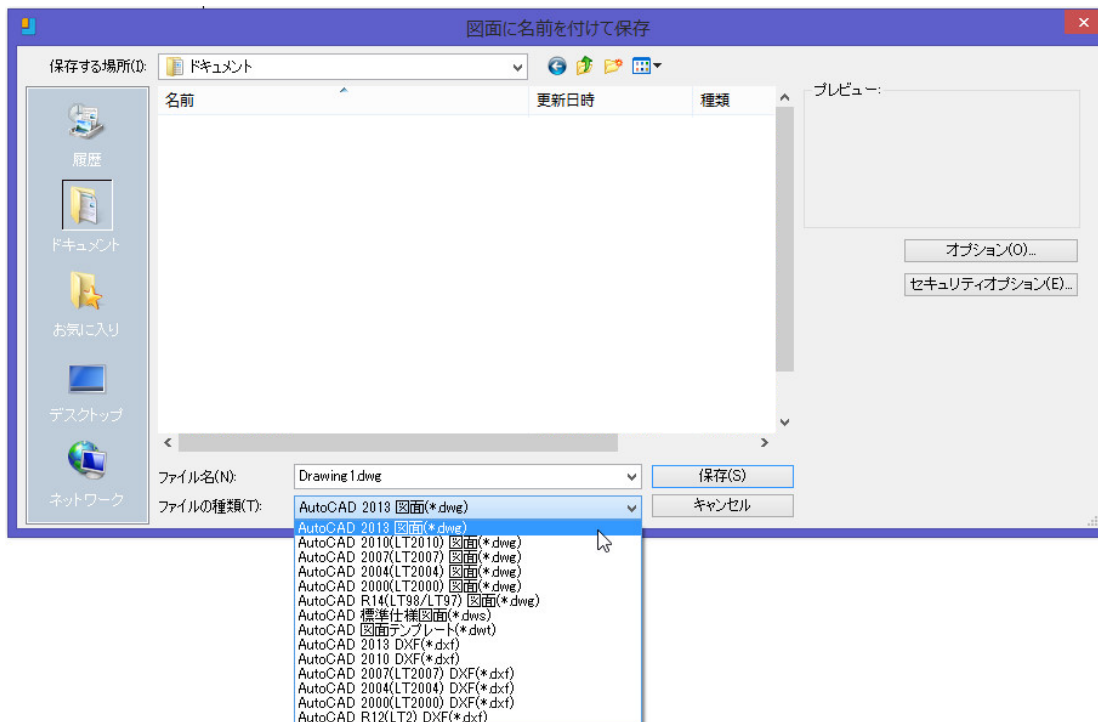 図面に名前を付けて保存
保存する場所(I):
ドキュメント
名前
更新日時
種類
プレビュー:
履歴
ドキュメント
お気に入り
デスクトップ
ネットワーク
オプション(O)...
セキュリティオプション(E)...
ファイル名(N):
Drawing1.dwg
保存(S)
ファイルの種類(T):
AutoCAD 2013 図面(*.dwg)
キャンセル
AutoCAD 2013 図面(*.dwg)
AutoCAD 2010(LT2010) 図面(*.dwg)
AutoCAD 2007(LT2007) 図面(*.dwg)
AutoCAD 2004(LT2004) 図面(*.dwg)
AutoCAD 2000(LT2000) 図面(*.dwg)
AutoCAD R14(LT98/LT97) 図面(*.dwg)
AutoCAD 標準仕様図面(*.dws)
AutoCAD 図面テンプレート(*.dwt)
AutoCAD 2013 DXF(*.dxf)
AutoCAD 2010 DXF(*.dxf)
AutoCAD 2007(LT2007) DXF(*.dxf)
AutoCAD 2004(LT2004) DXF(*.dxf)
AutoCAD 2000(LT2000) DXF(*.dxf)
AutoCAD R12(LT2) DXF(*.dxf)